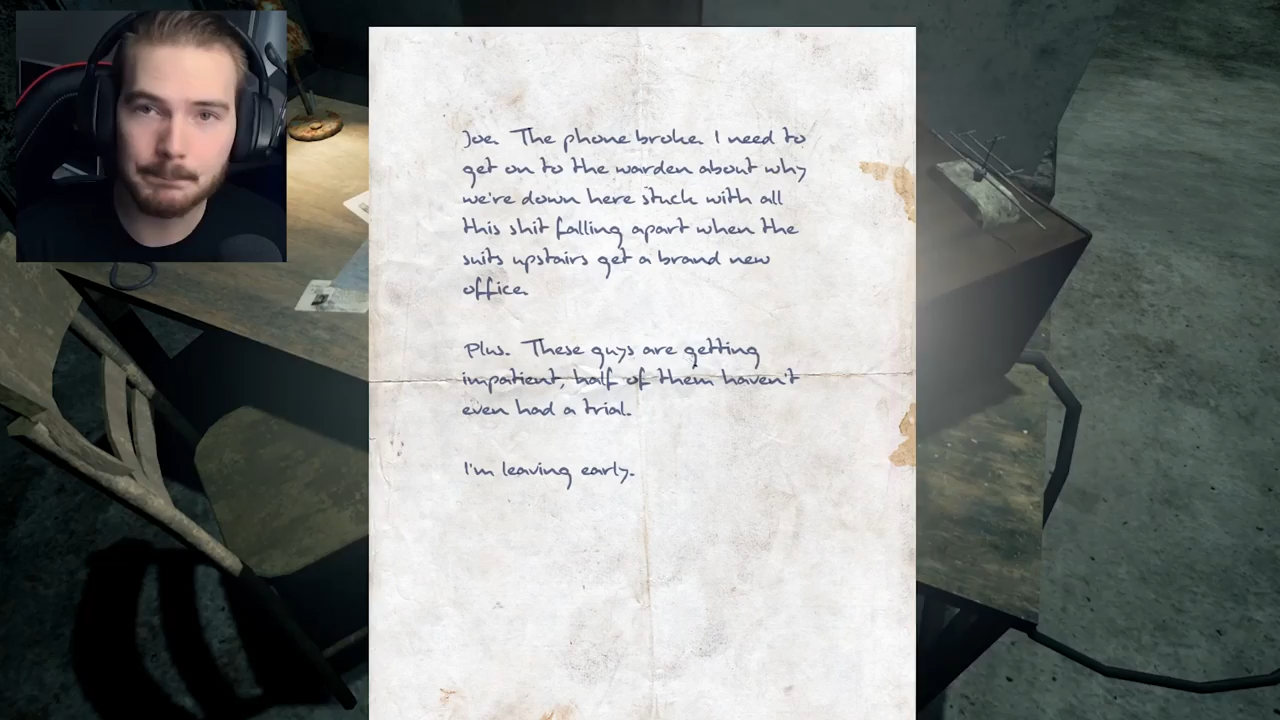 Joe. The phone broke. I need to
get on to the warden about why
we're down here stuck with all
this shit falling apart when the
suits upstairs get a brand new
office.
Plus. These guys are getting
impatient, half of them haven't
even had a trial.
I'm leaving early.